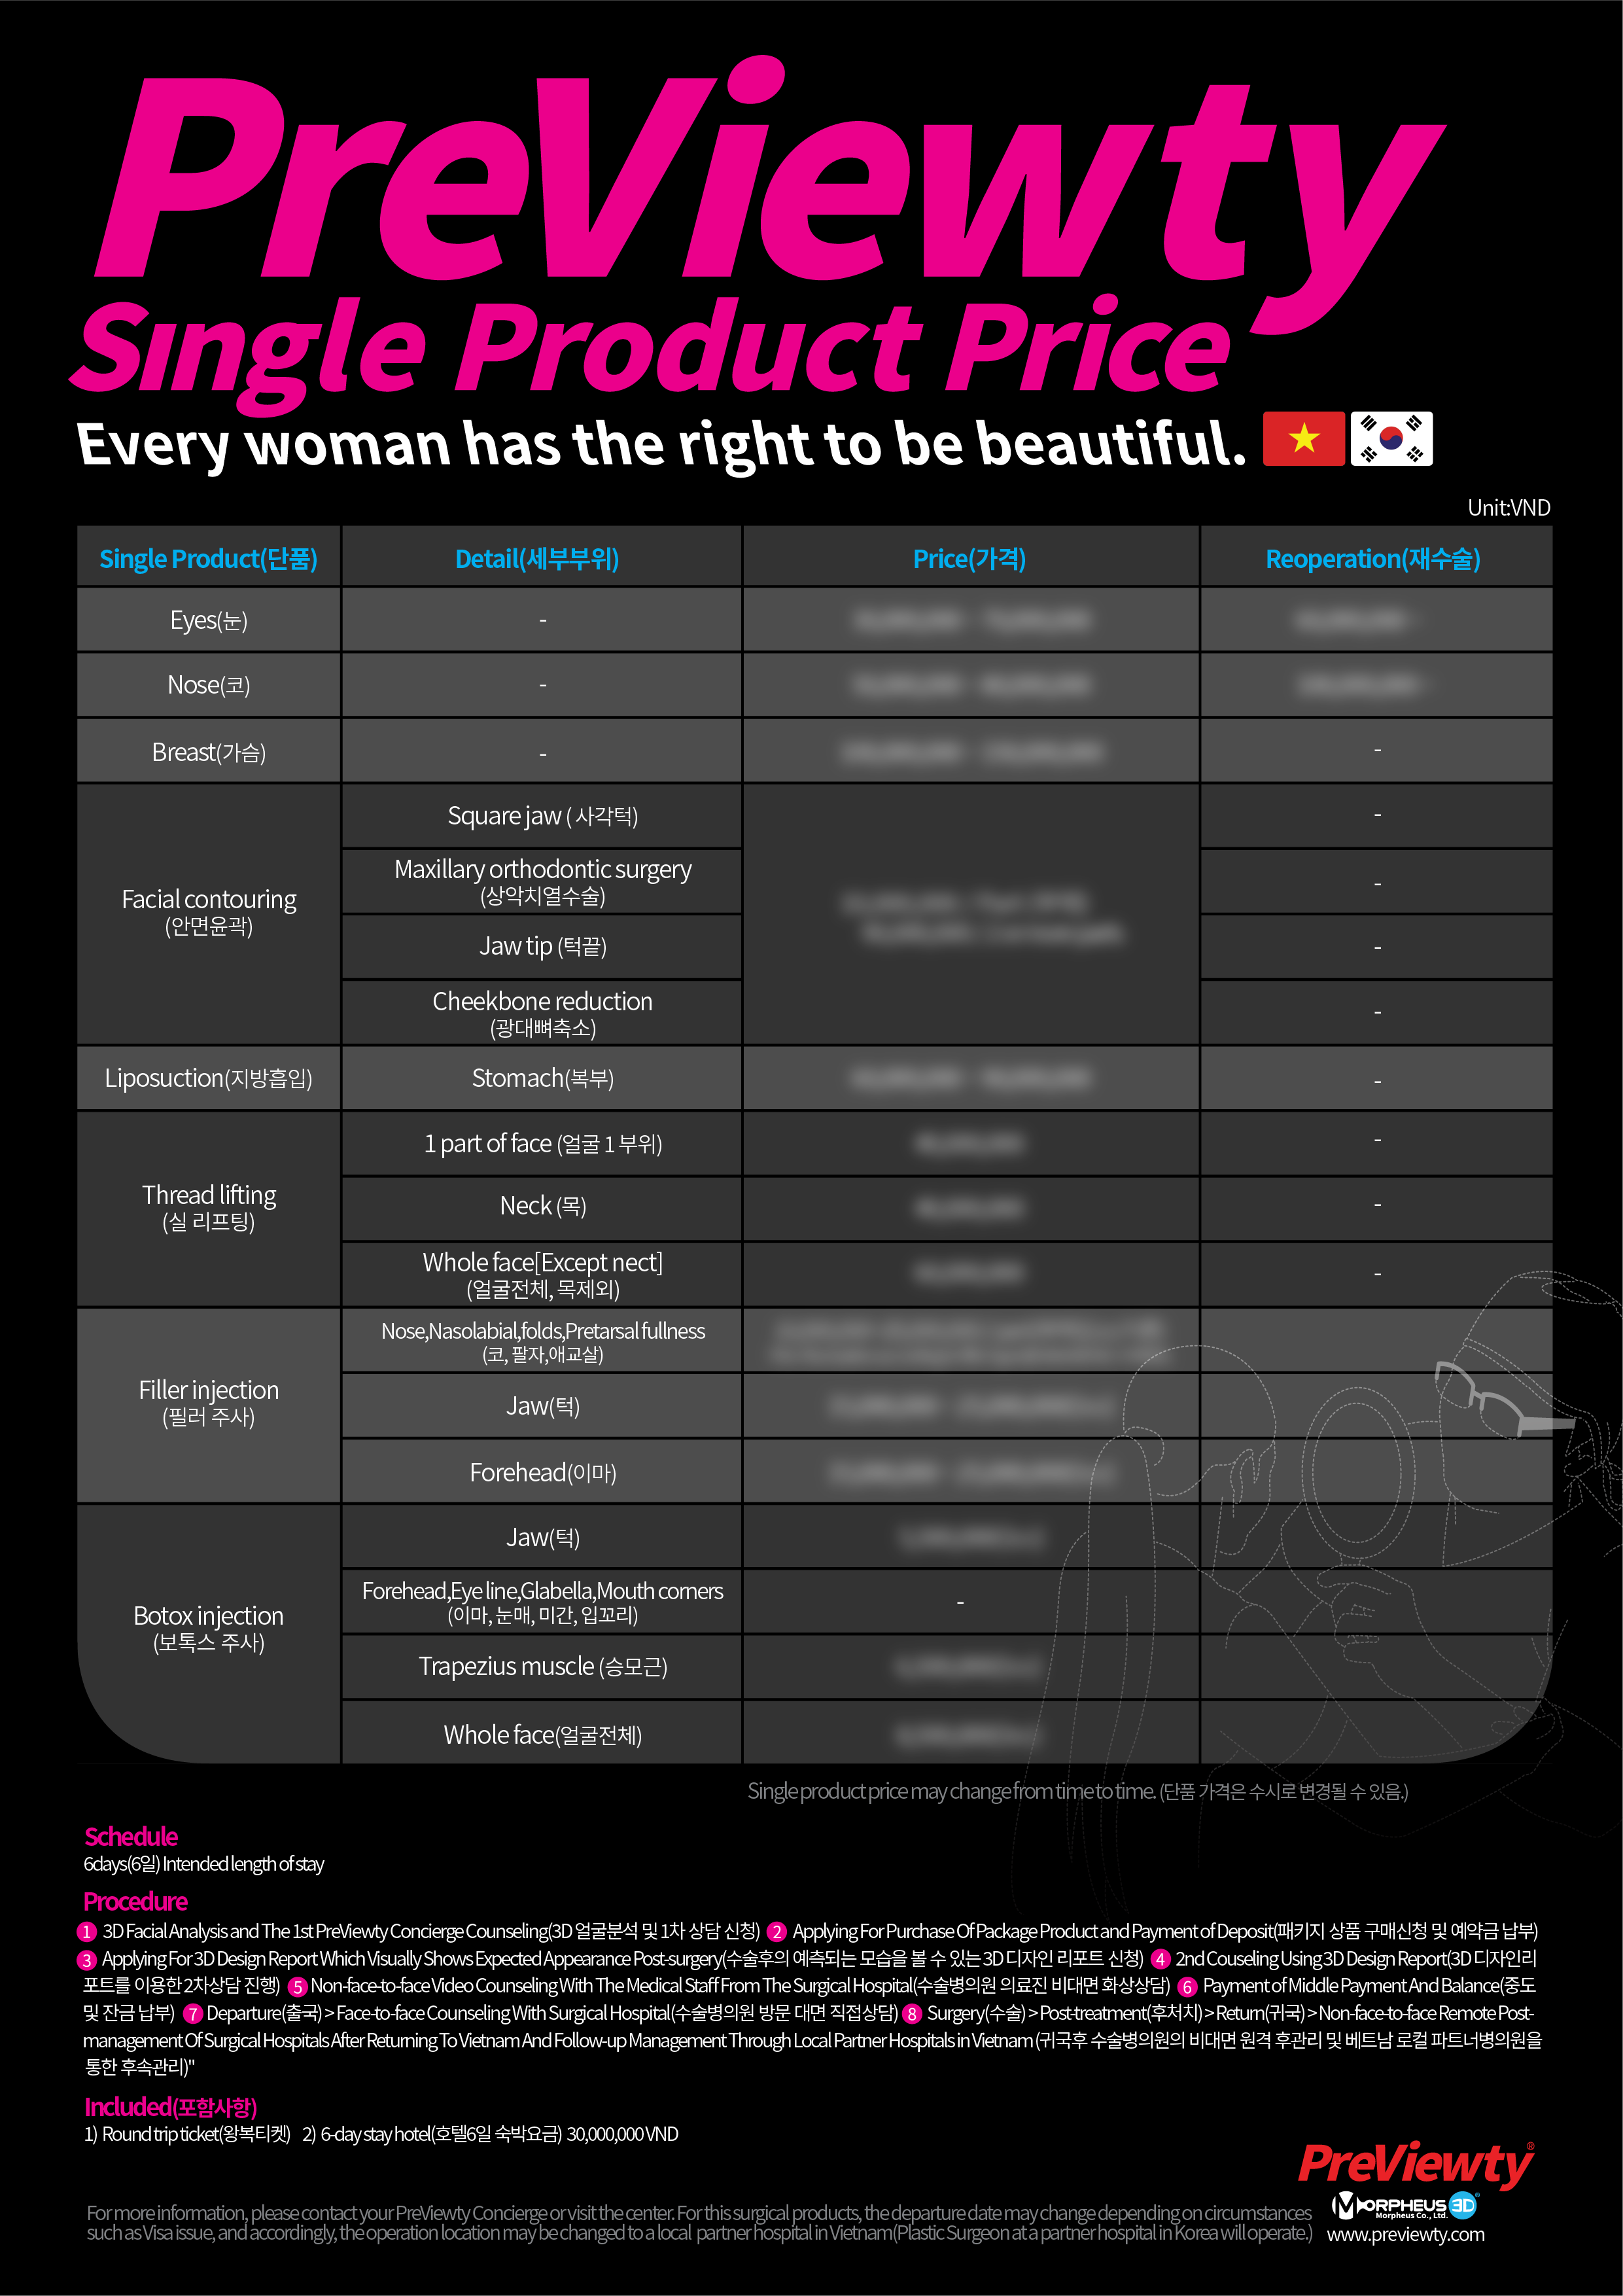 PreViewty
Single Product Price
Every woman has the right to be beautiful.
Unit:VND
Single Product(단품) Detail(세부부위) Price(가격) Reoperation(재수술)
Eyes(눈) -
Nose(코) -
Breast(가슴) - -
Facial contouring
(안면윤곽)
Square jaw ( 사각턱) -
Maxillary orthodontic surgery
(상악치열수술) -
Jaw tip (턱끝) -
Cheekbone reduction
(광대뼈축소) -
Liposuction(지방흡입) Stomach(복부) -
Thread lifting
(실 리프팅)
1 part of face (얼굴 1 부위) -
Neck (목) -
Whole face[Except nect]
(얼굴전체, 목제외) -
Filler injection
(필러 주사)
Nose,Nasolabial,folds,Pretarsal fullness
(코, 팔자,애교살)
Jaw(턱)
Forehead(이마)
Botox injection
(보톡스 주사)
Jaw(턱)
Forehead,Eye line,Glabella,Mouth corners
(이마, 눈매, 미간, 입꼬리) -
Trapezius muscle (승모근)
Whole face(얼굴전체)
Single product price may change from time to time. (단품 가격은 수시로 변경될 수 있음.)
Schedule
6days(6일) Intended length of stay
Procedure
1 3D Facial Analysis and The 1st PreViewty Concierge Counseling(3D 얼굴분석 및 1차 상담 신청) 2 Applying For Purchase Of Package Product and Payment of Deposit(패키지 상품 구매신청 및 예약금 납부)
3 Applying For 3D Design Report Which Visually Shows Expected Appearance Post-surgery(수술후의 예측되는 모습을 볼 수 있는 3D 디자인 리포트 신청) 4 2nd Couseling Using 3D Design Report(3D 디자인리
포트를 이용한 2차상담 진행) 5 Non-face-to-face Video Counseling With The Medical Staff From The Surgical Hospital(수술병의원 의료진 비대면 화상상담) 6 Payment of Middle Payment And Balance(중도
및 잔금 납부) 7 Departure(출국) > Face-to-face Counseling With Surgical Hospital(수술병의원 방문 대면 직접상담) 8 Surgery(수술) > Post-treatment(후처치) > Return(귀국) > Non-face-to-face Remote Post-
management Of Surgical Hospitals After Returning To Vietnam And Follow-up Management Through Local Partner Hospitals in Vietnam (귀국후 수술병의원의 비대면 원격 후관리 및 베트남 로컬 파트너병의원을
통한 후속관리)"
Included(포함사항)
1) Round trip ticket(왕복티켓) 2) 6-day stay hotel(호텔6일 숙박요금) 30,000,000 VND
PreViewty®
MORPHEUS 3D®
Morpheus Co., Ltd.
www.previewty.com
For more information, please contact your PreViewty Concierge or visit the center. For this surgical products, the departure date may change depending on circumstances
such as Visa issue, and accordingly, the operation location may be changed to a local partner hospital in Vietnam(Plastic Surgeon at a partner hospital in Korea will operate.)